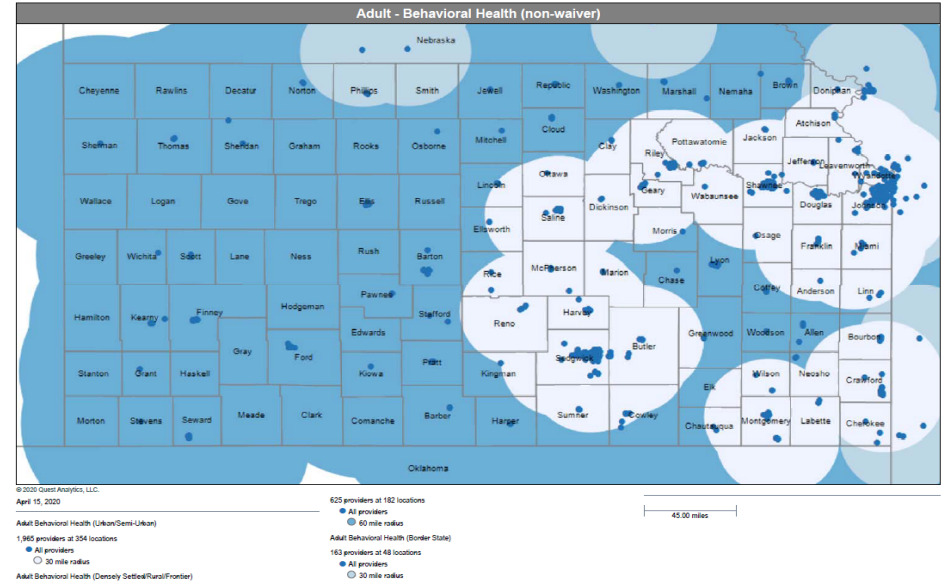 Adult - Behavioral Health (non-waiver)
Nebraska
Cheyenne Rawlins Decatur Norton Phillips Smith Jewell Republic Washington Marshall Nemaha Brown Doniphan
Atchison
Sherman Thomas Sheridan Graham Rooks Osborne Mitchell Cloud Clay Riley Pottawatomie Jackson
Jefferson Leavenworth
Wyandotte
Wallace Logan Gove Trego Ellis Russell Lincoln Ottawa Geary Wabaunsee Shawnee Douglas Johnson
Saline Dickinson
Ellsworth Morris Osage
Greeley Wichita Scott Lane Ness Rush Barton Franklin Miami
Rice McPherson Marion Chase Lyon
Coffey Anderson Linn
Hamilton Kearny Finney Hodgeman Pawnee Stafford Reno Harvey
Gray Ford Edwards Butler Greenwood Woodson Allen Bourbon
Sedgwick
Stanton Grant Haskell Kiowa Pratt Kingman Wilson Neosho Crawford
Elk
Morton Stevens Seward Meade Clark Comanche Barber Harper Sumner Cowley Chautauqua Montgomery Labette Cherokee
Oklahoma
© 2020 Quest Analytics, LLC.
April 15, 2020
Adult Behavioral Health (Urban/Semi-Urban)
1,965 providers at 354 locations
All providers
30 mile radius
Adult Behavioral Health (Densely Settled/Rural/Frontier)
625 providers at 182 locations
All providers
60 mile radius
Adult Behavioral Health (Border State)
163 providers at 48 locations
All providers
30 mile radius
45.00 miles